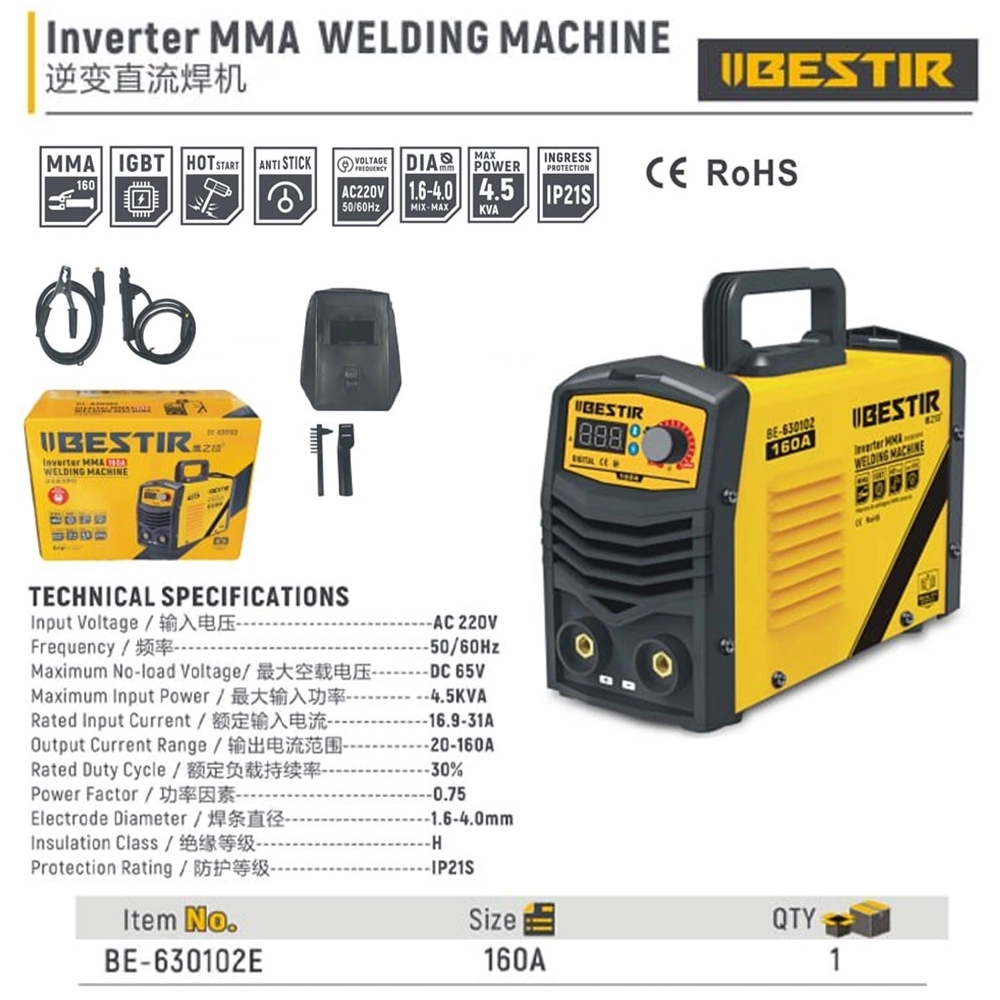 Inverter MMA WELDING MACHINE
逆变直流焊机
BESTIR
MMA 160
IGBT
HOT START
ANTI STICK
VOLTAGE FREQUENCY
AC220V
50/60Hz
DIA mm
1.6-4.0
MIX-MAX
MAX POWER
4.5
KVA
INGRESS PROTECTION
IP21S
CE RoHS
BE-630102
BESTIR
Inverter MMA 160A
WELDING MACHINE
BESTIR
DIGITAL CE
160A
BE-630102
160A
BESTIR
Inverter MMA
WELDING MACHINE
CE RoHS
TECHNICAL SPECIFICATIONS
Input Voltage / 输入电压---AC 220V
Frequency / 频率---50/60Hz
Maximum No-load Voltage/ 最大空载电压---DC 65V
Maximum Input Power / 最大输入功率---4.5KVA
Rated Input Current / 额定输入电流---16.9-31A
Output Current Range / 输出电流范围---20-160A
Rated Duty Cycle / 额定负载持续率---30%
Power Factor / 功率因素---0.75
Electrode Diameter / 焊条直径---1.6-4.0mm
Insulation Class / 绝缘等级---H
Protection Rating / 防护等级---IP21S
Item No. Size QTY
BE-630102E 160A 1